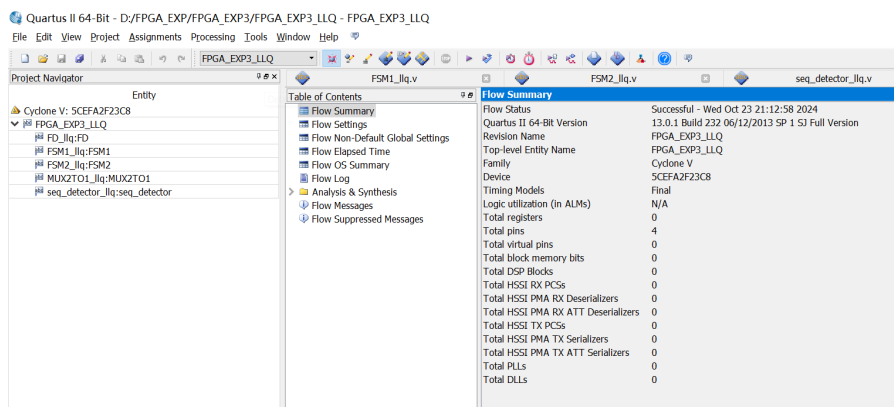 Quartus II 64-Bit - D:/FPGA_EXP/FPGA_EXP3/FPGA_EXP3_LLQ - FPGA_EXP3_LLQ
File Edit View Project Assignments Processing Tools Window Help
FPGA_EXP3_LLQ
Project Navigator
FSM1_llq.v
FSM2_llq.v
seq_detector_llq.v
Entity
Cyclone V: 5CEFA2F23C8
FPGA_EXP3_LLQ
FD_llq:FD
FSM1_llq:FSM1
FSM2_llq:FSM2
MUX2TO1_llq:MUX2TO1
seq_detector_llq:seq_detector
Table of Contents
Flow Summary
Flow Settings
Flow Non-Default Global Settings
Flow Elapsed Time
Flow OS Summary
Flow Log
Analysis & Synthesis
Flow Messages
Flow Suppressed Messages
Flow Summary
Flow Status Successful - Wed Oct 23 21:12:58 2024
Quartus II 64-Bit Version 13.0.1 Build 232 06/12/2013 SP 1 SJ Full Version
Revision Name FPGA_EXP3_LLQ
Top-level Entity Name FPGA_EXP3_LLQ
Family Cyclone V
Device 5CEFA2F23C8
Timing Models Final
Logic utilization (in ALMs) N/A
Total registers 0
Total pins 4
Total virtual pins 0
Total block memory bits 0
Total DSP Blocks 0
Total HSSI RX PCSs 0
Total HSSI PMA RX Deserializers 0
Total HSSI PMA RX ATT Deserializers 0
Total HSSI TX PCSs 0
Total HSSI PMA TX Serializers 0
Total HSSI PMA TX ATT Serializers 0
Total PLLs 0
Total DLLs 0